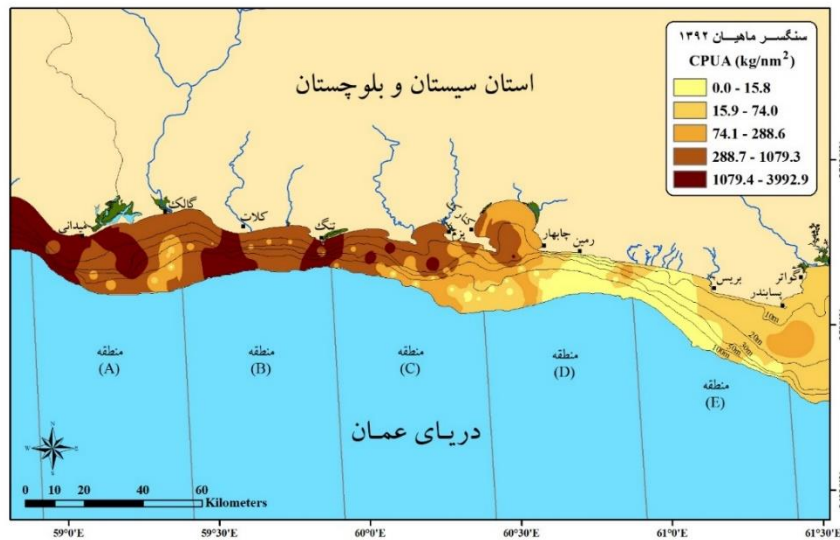 سنگسر ماهیان ۱۳۹۲
CPUA (kg/nm²)
0.0 - 15.8
15.9 - 74.0
74.1 - 288.6
288.7 - 1079.3
1079.4 - 3992.9
استان سیستان و بلوچستان
میدانی
گالک
کلات
تنگ
پزم
کنارک
چابهار
رمین
بریس
پسابندر
گواتر
10m
20m
30m
100m
منطقه
(A)
منطقه
(B)
منطقه
(C)
منطقه
(D)
منطقه
(E)
دریای عمان
N
W
E
S
0 10 20 40 60
Kilometers
59°0'E
59°30'E
60°0'E
60°30'E
61°0'E
61°30'E